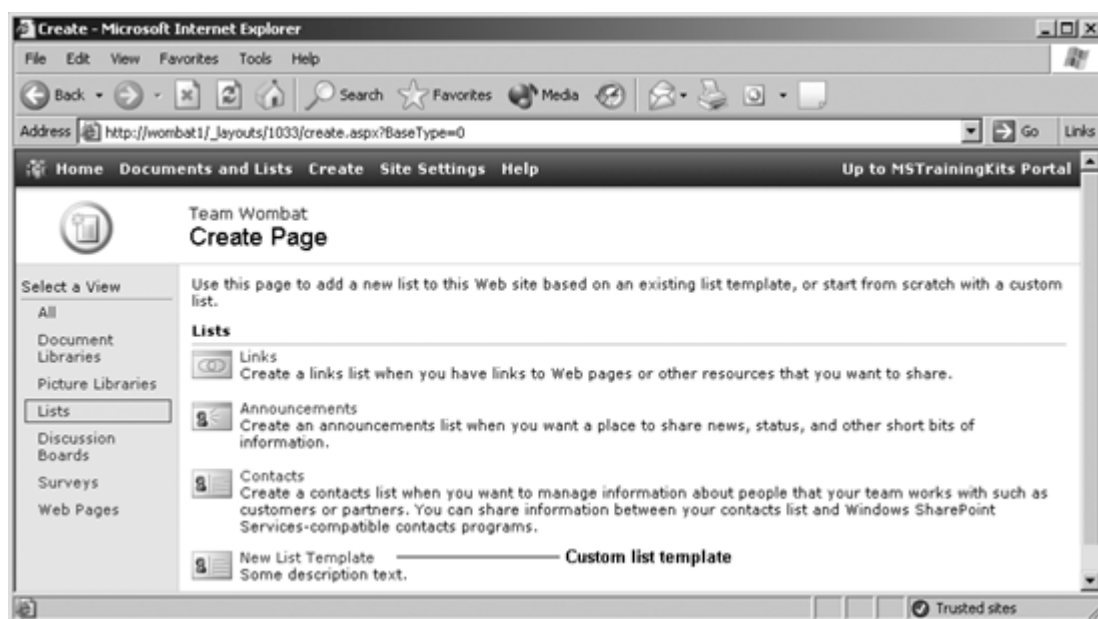 Create - Microsoft Internet Explorer
File Edit View Favorites Tools Help
Back Search Favorites Media
Address http://wombat1/_layouts/1033/create.aspx?BaseType=0 Go Links
Home Documents and Lists Create Site Settings Help Up to MSTrainingKits Portal
Team Wombat
Create Page
Select a View
All
Document
Libraries
Picture Libraries
Lists
Discussion
Boards
Surveys
Web Pages
Use this page to add a new list to this Web site based on an existing list template, or start from scratch with a custom
list.
Lists
Links
Create a links list when you have links to Web pages or other resources that you want to share.
Announcements
Create an announcements list when you want a place to share news, status, and other short bits of
information.
Contacts
Create a contacts list when you want to manage information about people that your team works with such as
customers or partners. You can share information between your contacts list and Windows SharePoint
Services-compatible contacts programs.
New List Template Custom list template
Some description text.
Trusted sites